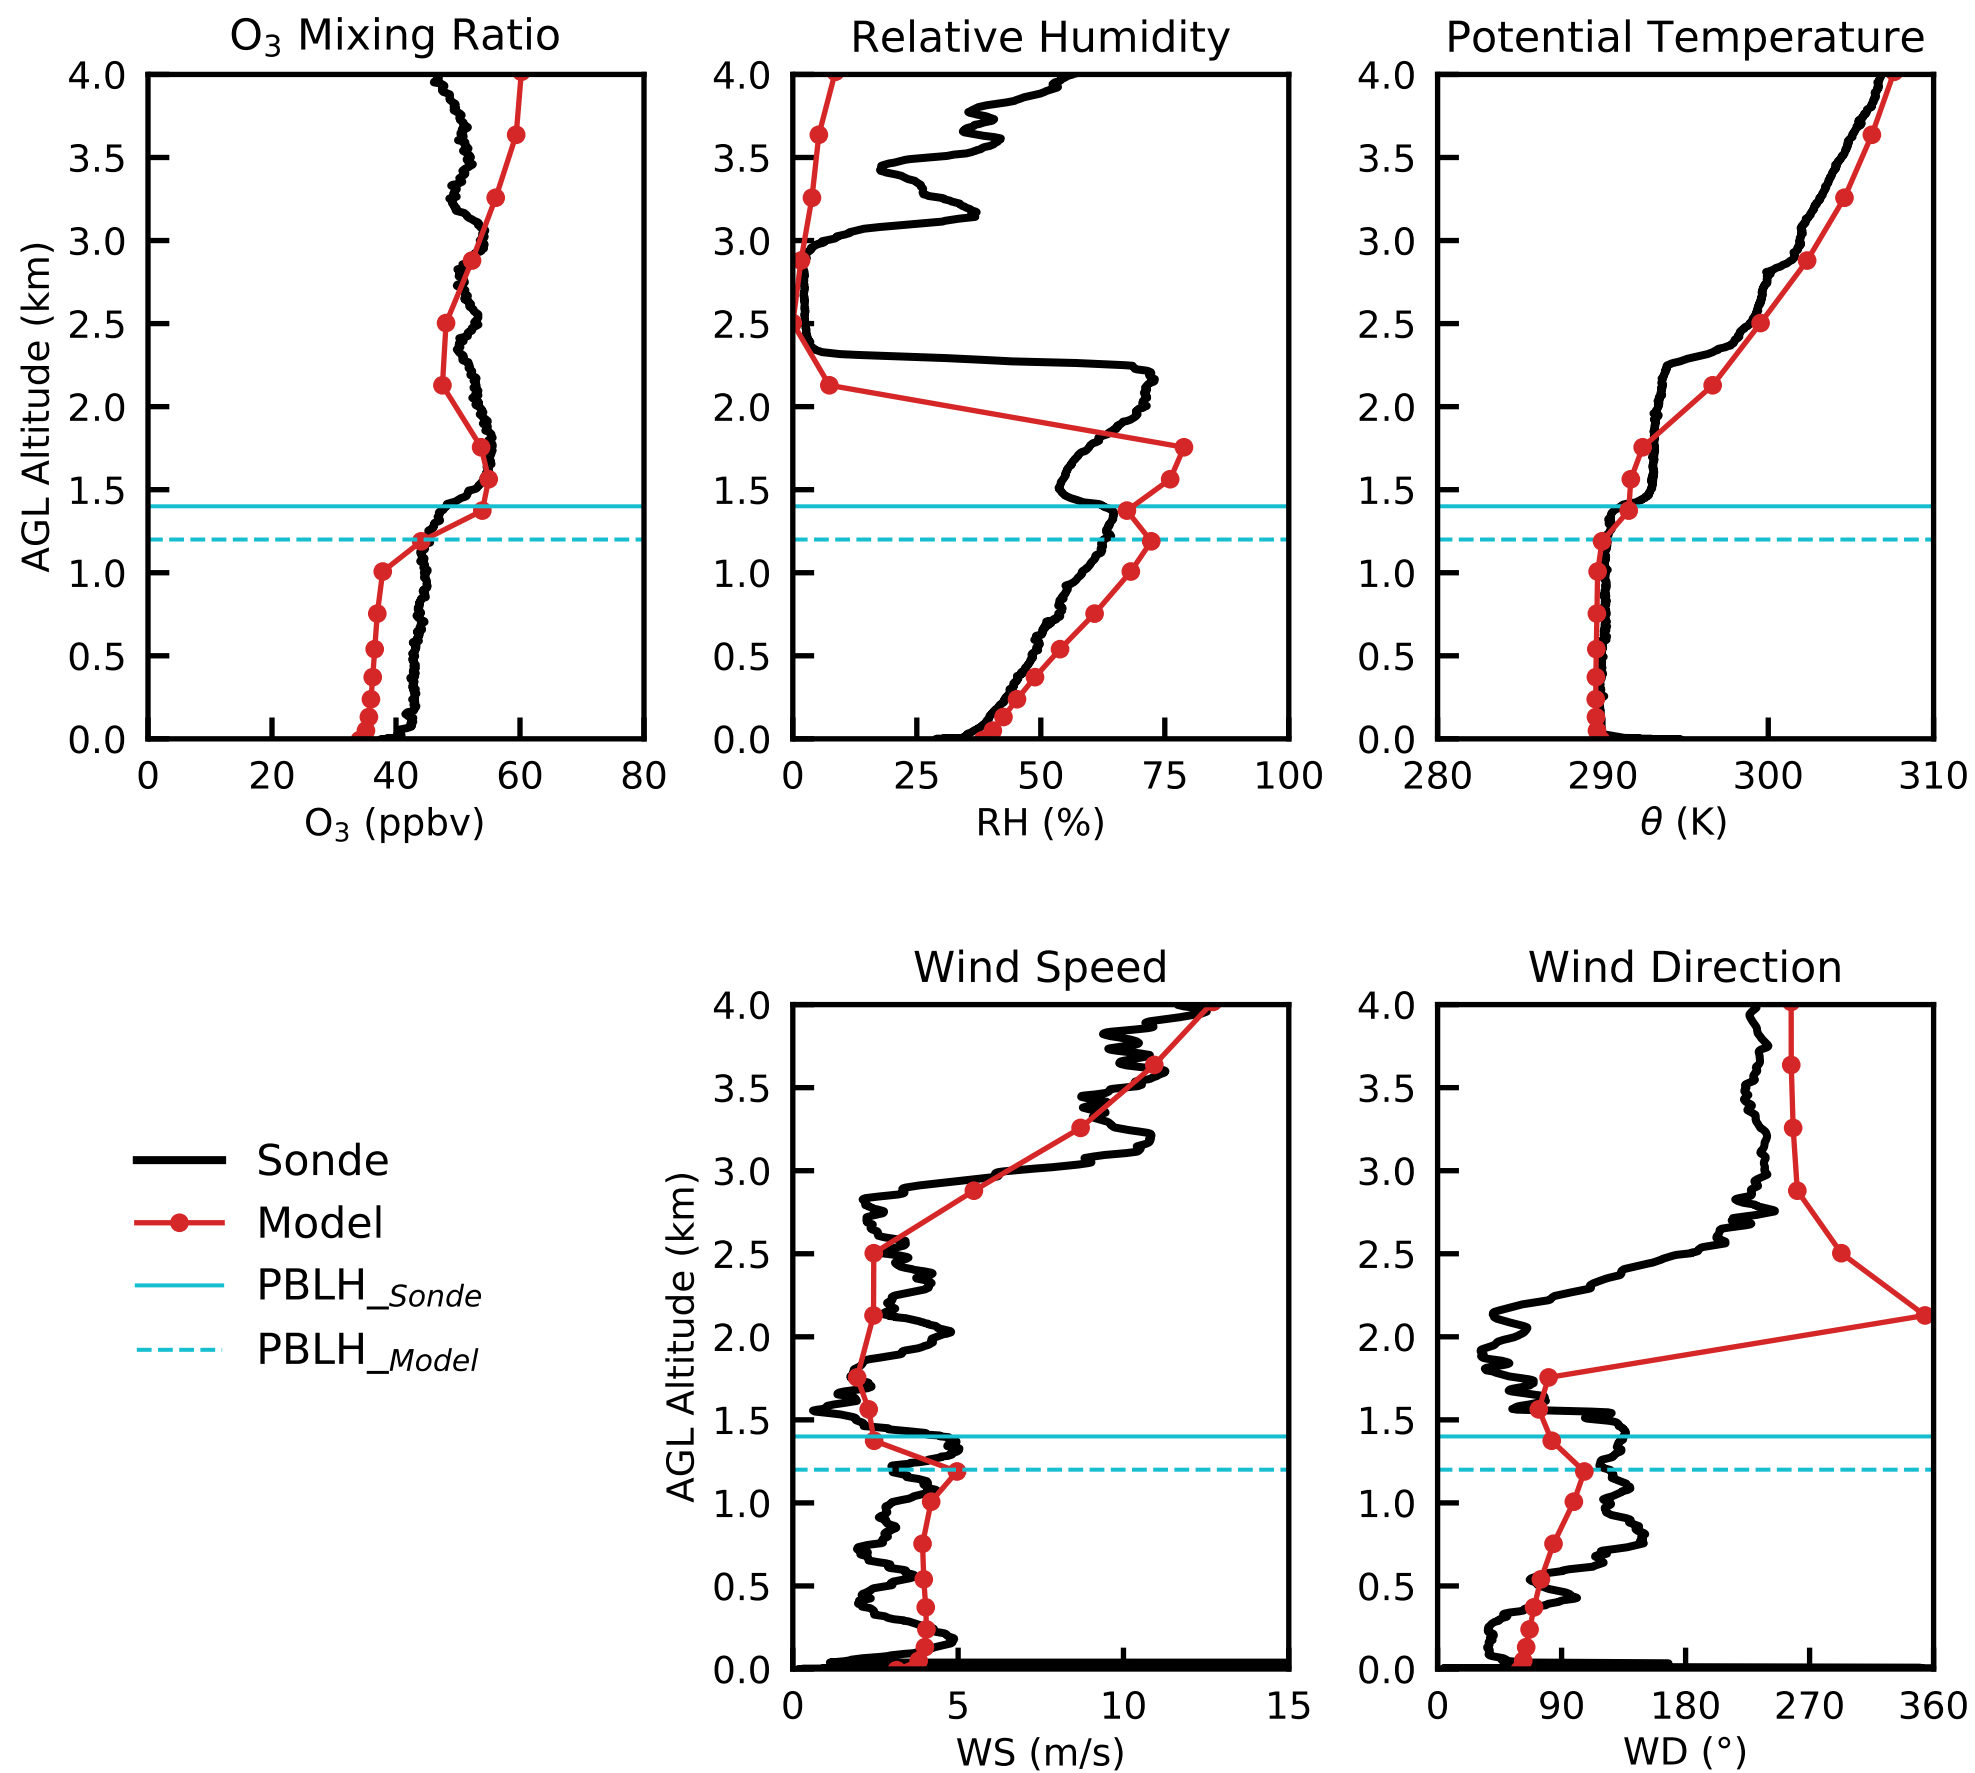 O₃ Mixing Ratio
Relative Humidity
Potential Temperature
AGL Altitude (km)
4.0
3.5
3.0
2.5
2.0
1.5
1.0
0.5
0.0
0 20 40 60 80
O₃ (ppbv)
4.0
3.5
3.0
2.5
2.0
1.5
1.0
0.5
0.0
0 25 50 75 100
RH (%)
4.0
3.5
3.0
2.5
2.0
1.5
1.0
0.5
0.0
280 290 300 310
θ (K)
Sonde
Model
PBLH_Sonde
PBLH_Model
Wind Speed
Wind Direction
AGL Altitude (km)
4.0
3.5
3.0
2.5
2.0
1.5
1.0
0.5
0.0
0 5 10 15
WS (m/s)
4.0
3.5
3.0
2.5
2.0
1.5
1.0
0.5
0.0
0 90 180 270 360
WD (°)